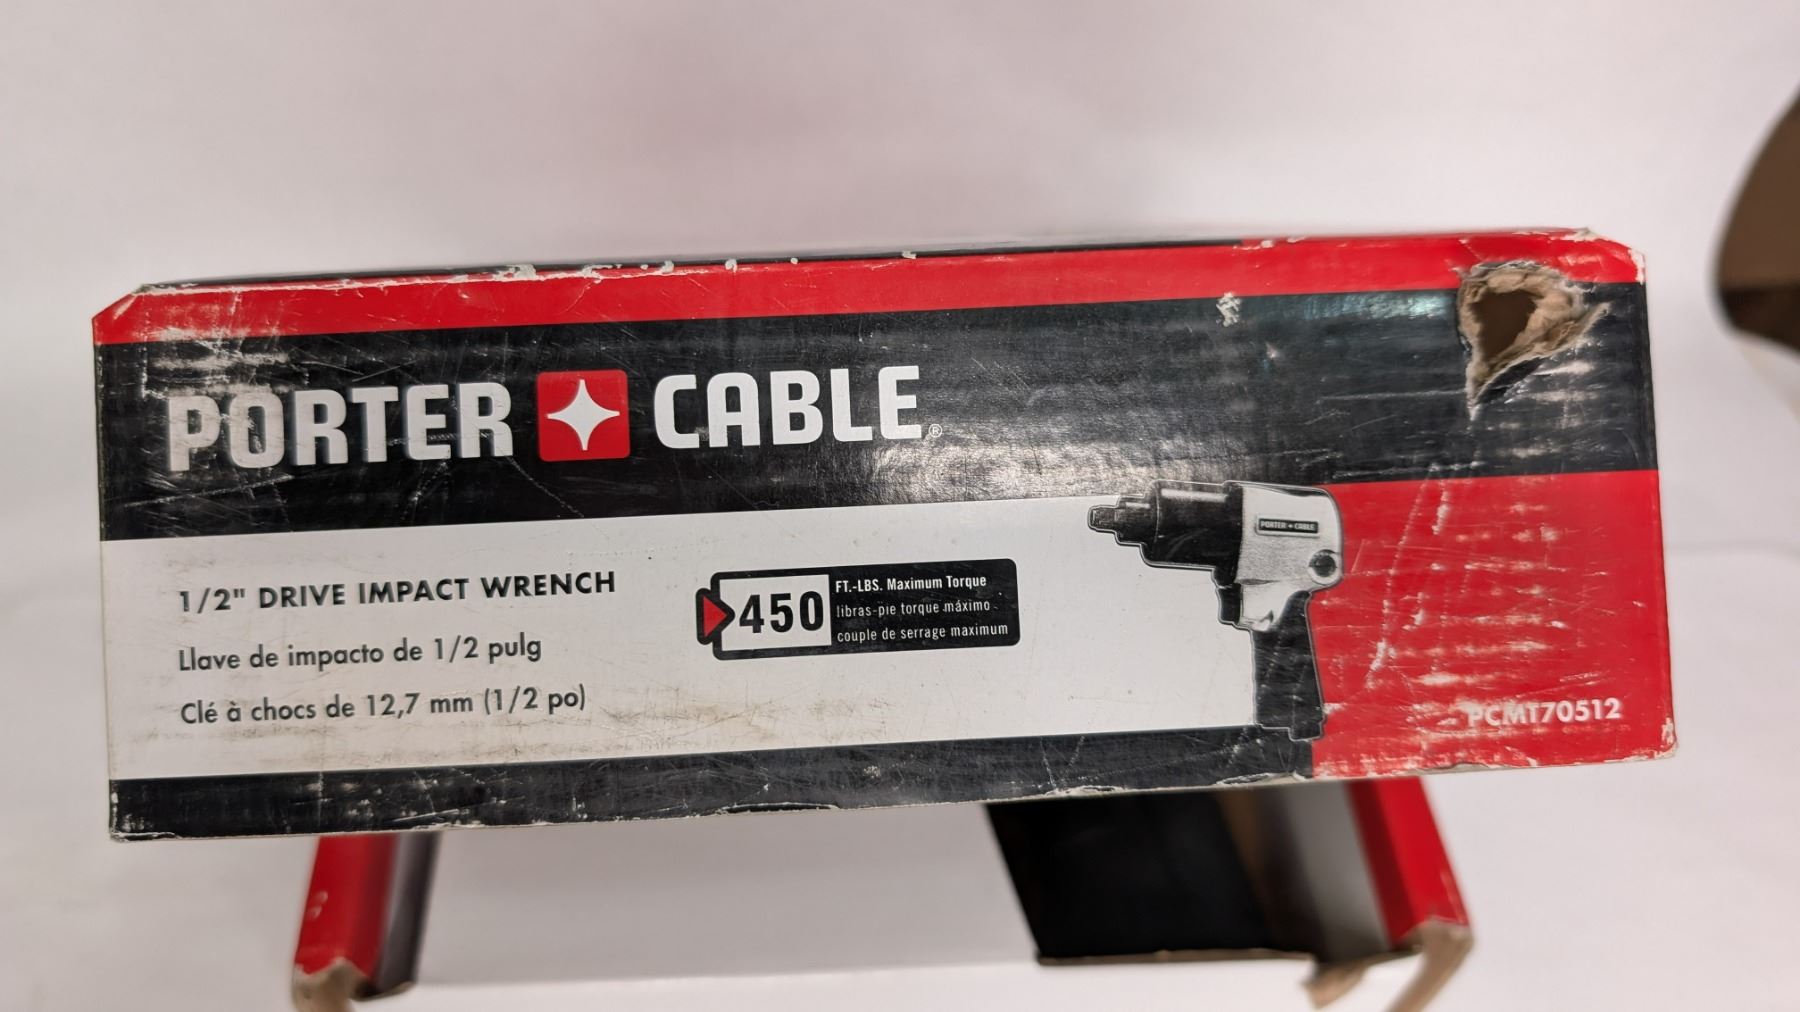 PORTER CABLE®
1/2" DRIVE IMPACT WRENCH
Llave de impacto de 1/2 pulg
Clé à chocs de 12,7 mm (1/2 po)
450
FT.-LBS. Maximum Torque
libras-pie torque máximo
couple de serrage maximum
PORTER + CABLE
PCMT70512